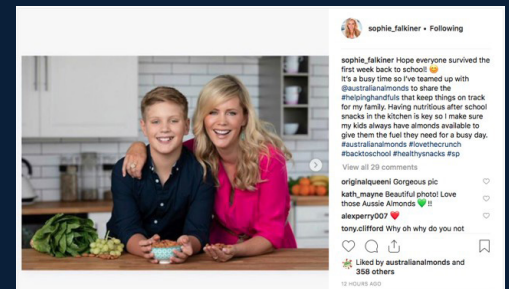 sophie_falkiner • Following
sophie_falkiner Hope everyone survived the
first week back to school! 😊
It's a busy time so I've teamed up with
@australianalmonds to share the
#helpinghandfuls that keep things on track
for my family. Having nutritious after school
snacks in the kitchen is key so I make sure
my kids always have almonds available to
give them the fuel they need for a busy day.
#australianalmonds #lovethecrunch
#backtoschool #healthysnacks #sp
View all 29 comments
originalqueeni Gorgeous pic
kath_mayne Beautiful photo! Love
those Aussie Almonds 💚 !!
alexperry007 ❤️
tony.clifford Why oh why do you not
Liked by australianalmonds and
358 others
12 HOURS AGO